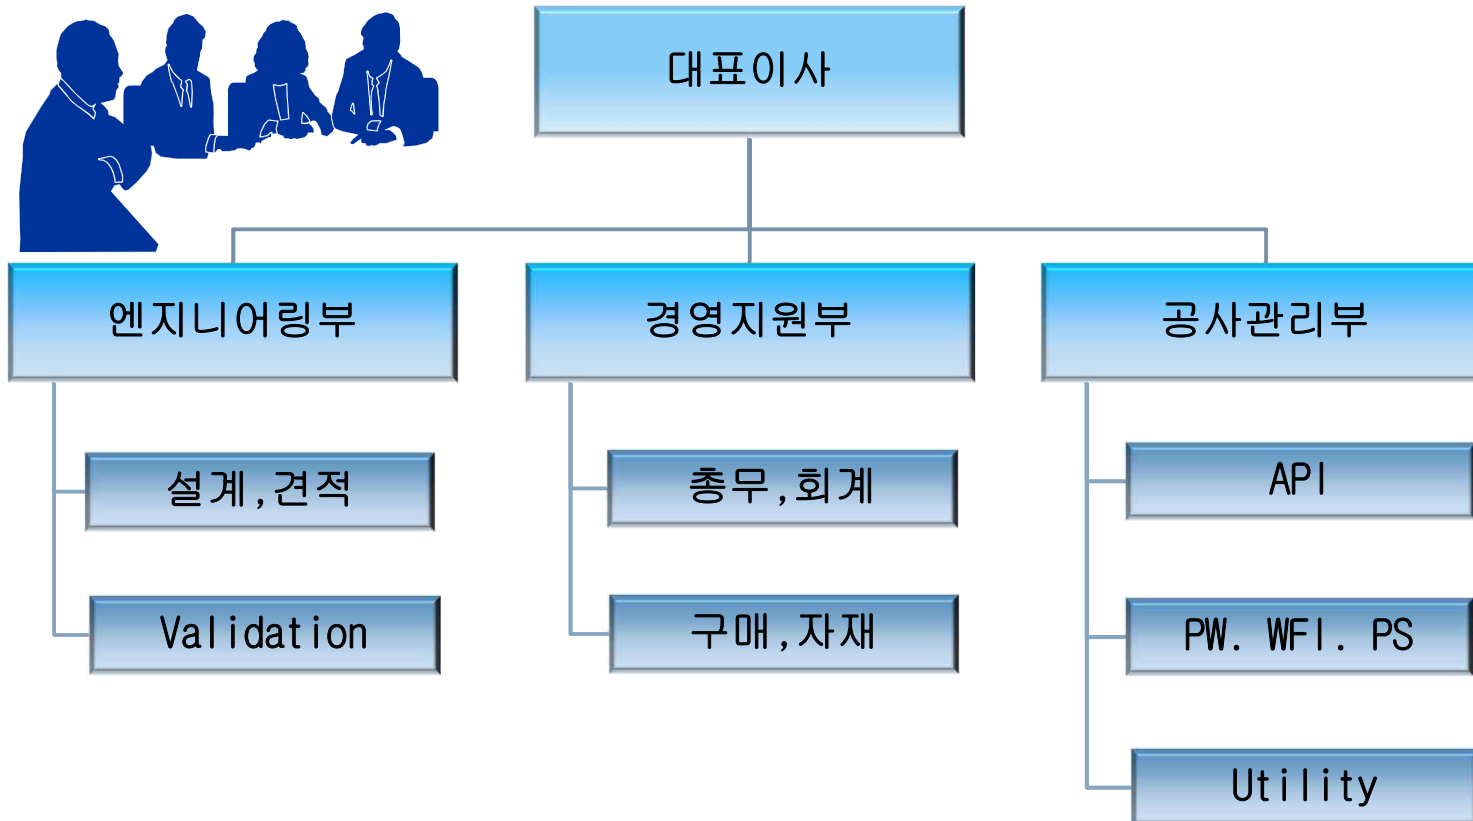 대표이사
엔지니어링부
경영지원부
공사관리부
설계,견적
총무,회계
API
Validation
구매,자재
PW. WFI. PS
Utility